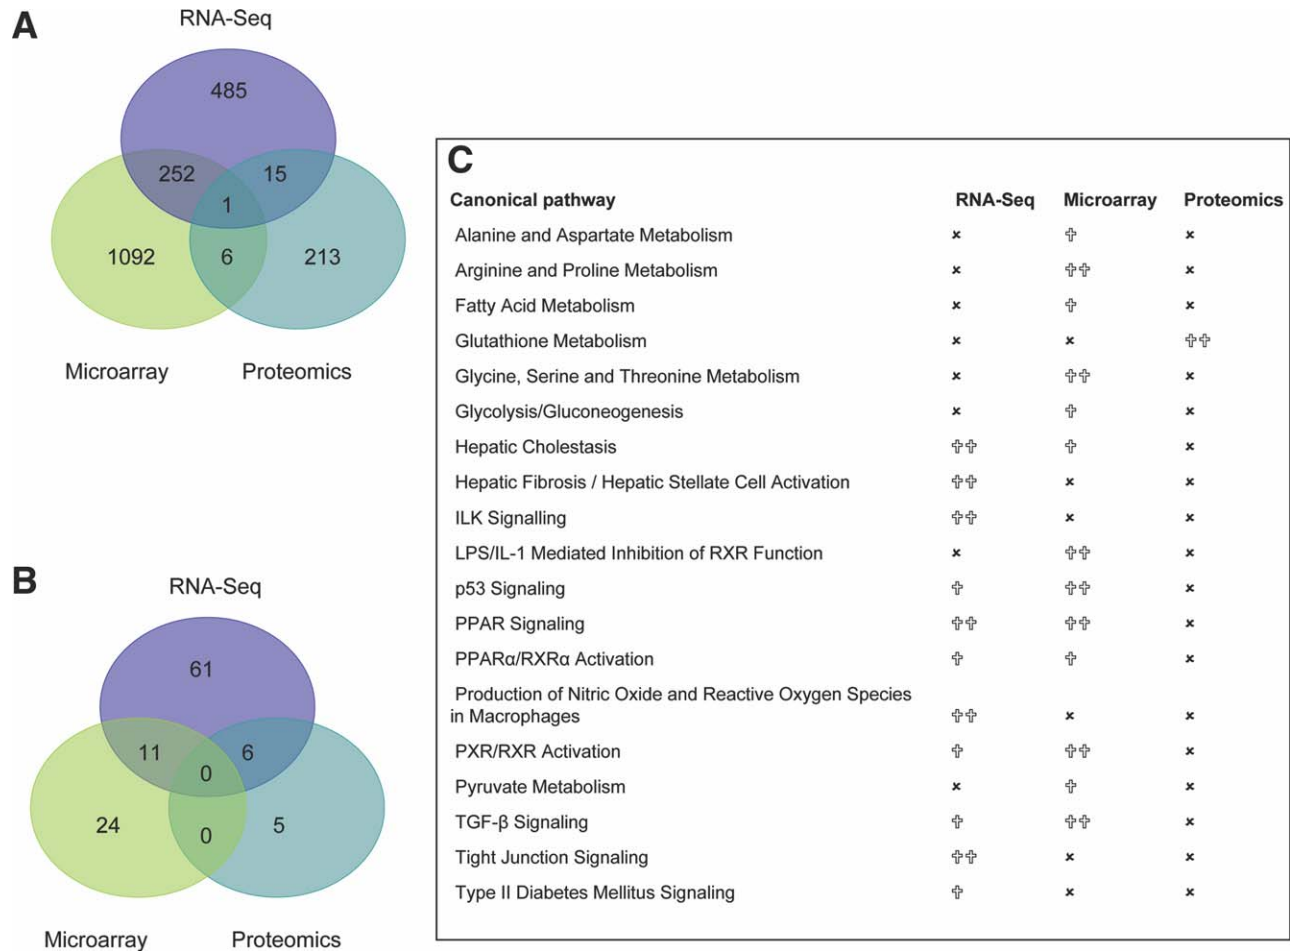 A
RNA-Seq
485
252
15
1
1092
6
213
Microarray
Proteomics
B
RNA-Seq
61
11
6
0
24
0
5
Microarray
Proteomics
C
Canonical pathway RNA-Seq Microarray Proteomics
Alanine and Aspartate Metabolism × ✞ ×
Arginine and Proline Metabolism × ✞✞ ×
Fatty Acid Metabolism × ✞ ×
Glutathione Metabolism × × ✞✞
Glycine, Serine and Threonine Metabolism × ✞✞ ×
Glycolysis/Gluconeogenesis × ✞ ×
Hepatic Cholestasis ✞✞ ✞ ×
Hepatic Fibrosis / Hepatic Stellate Cell Activation ✞✞ × ×
ILK Signalling ✞✞ × ×
LPS/IL-1 Mediated Inhibition of RXR Function × ✞✞ ×
p53 Signaling ✞ ✞✞ ×
PPAR Signaling ✞✞ ✞✞ ×
PPARα/RXRα Activation ✞ ✞ ×
Production of Nitric Oxide and Reactive Oxygen Species
in Macrophages ✞✞ × ×
PXR/RXR Activation ✞ ✞✞ ×
Pyruvate Metabolism × ✞ ×
TGF-β Signaling ✞ ✞✞ ×
Tight Junction Signaling ✞✞ × ×
Type II Diabetes Mellitus Signaling ✞ × ×